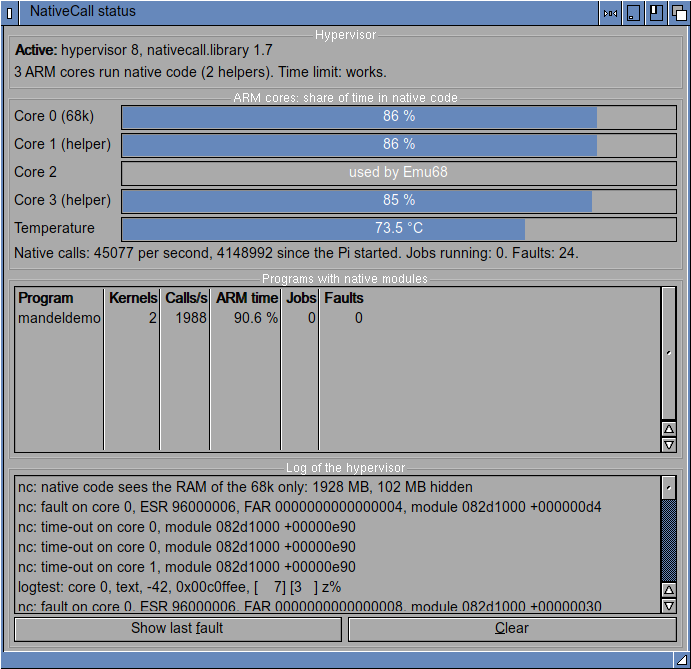 NativeCall status
Hypervisor
Active: hypervisor 8, nativecall.library 1.7
3 ARM cores run native code (2 helpers). Time limit: works.
ARM cores: share of time in native code
Core 0 (68k) 86 %
Core 1 (helper) 86 %
Core 2 used by Emu68
Core 3 (helper) 85 %
Temperature 73.5 °C
Native calls: 45077 per second, 4148992 since the Pi started. Jobs running: 0. Faults: 24.
Programs with native modules
Program Kernels Calls/s ARM time Jobs Faults
mandeldemo 2 1988 90.6 % 0 0
Log of the hypervisor
nc: native code sees the RAM of the 68k only: 1928 MB, 102 MB hidden
nc: fault on core 0, ESR 96000006, FAR 0000000000000004, module 082d1000 +000000d4
nc: time-out on core 0, module 082d1000 +00000e90
nc: time-out on core 0, module 082d1000 +00000e90
nc: time-out on core 1, module 082d1000 +00000e90
logtest: core 0, text, -42, 0x00c0ffee, [    7] [3    ] z%
nc: fault on core 0, ESR 96000006, FAR 0000000000000008, module 082d1000 +00000030
Show last fault Clear